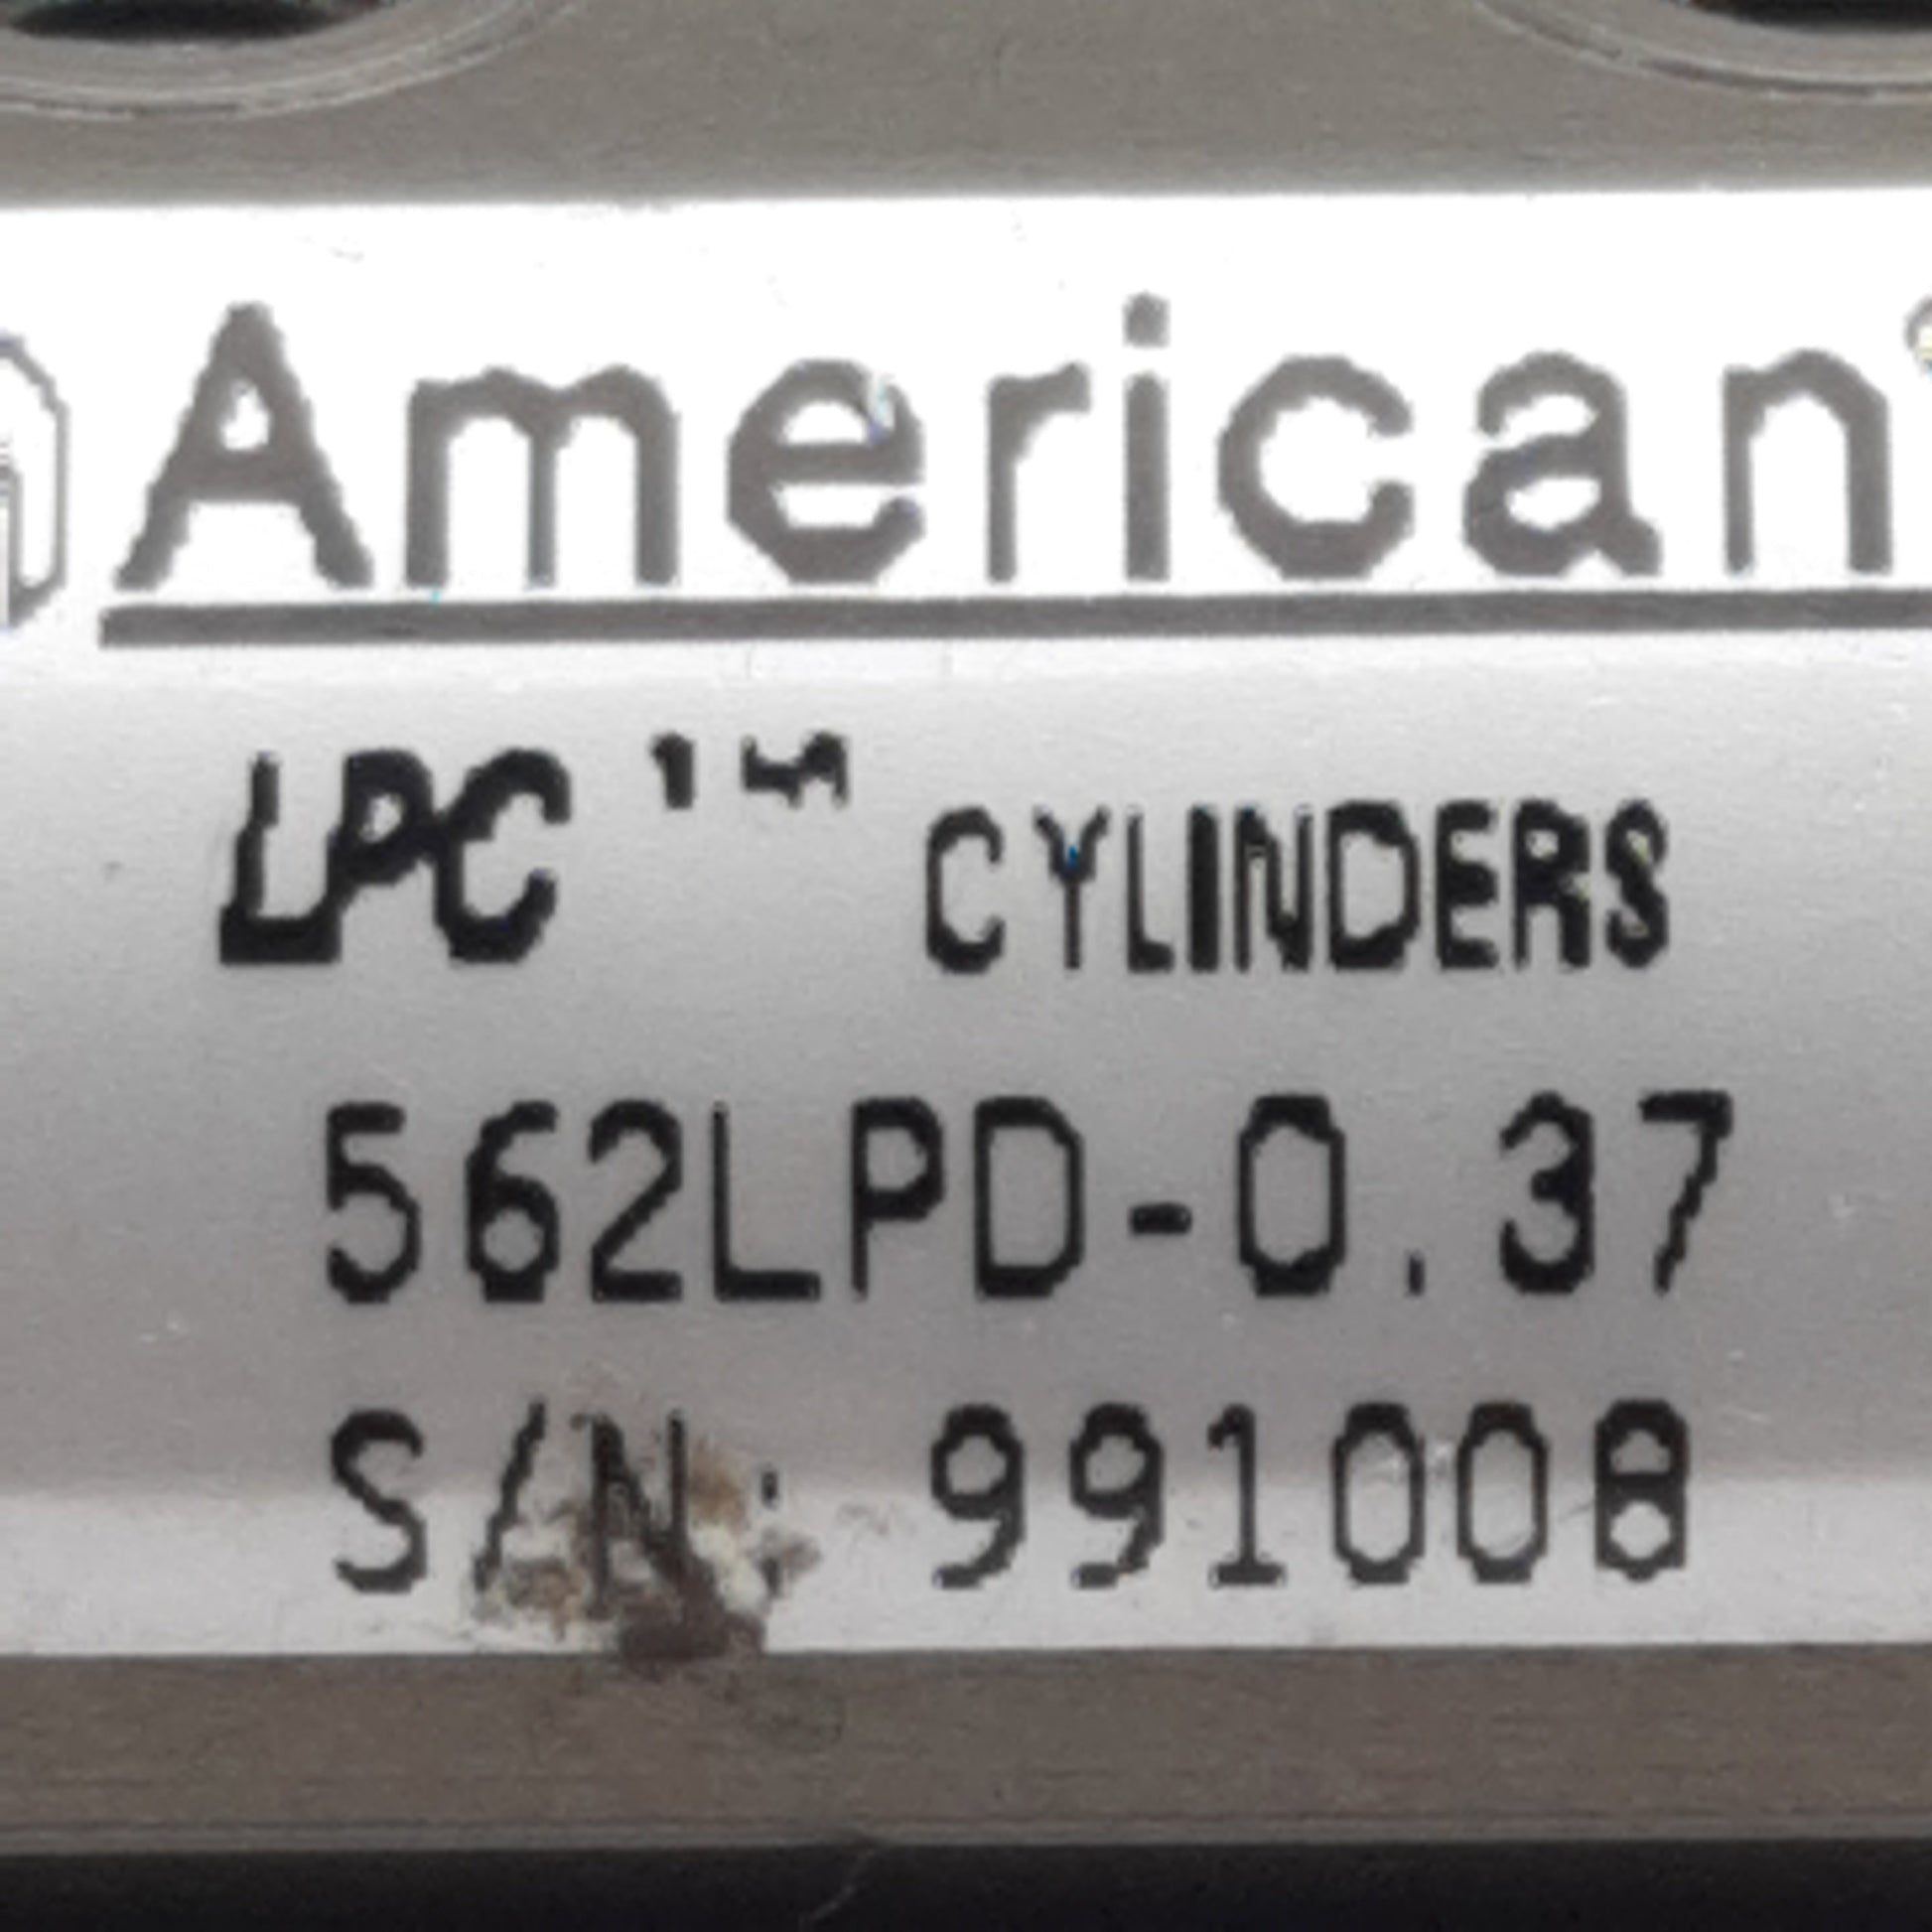 American
LPC™ CYLINDERS
562LPD-0.37
S/N: 991008